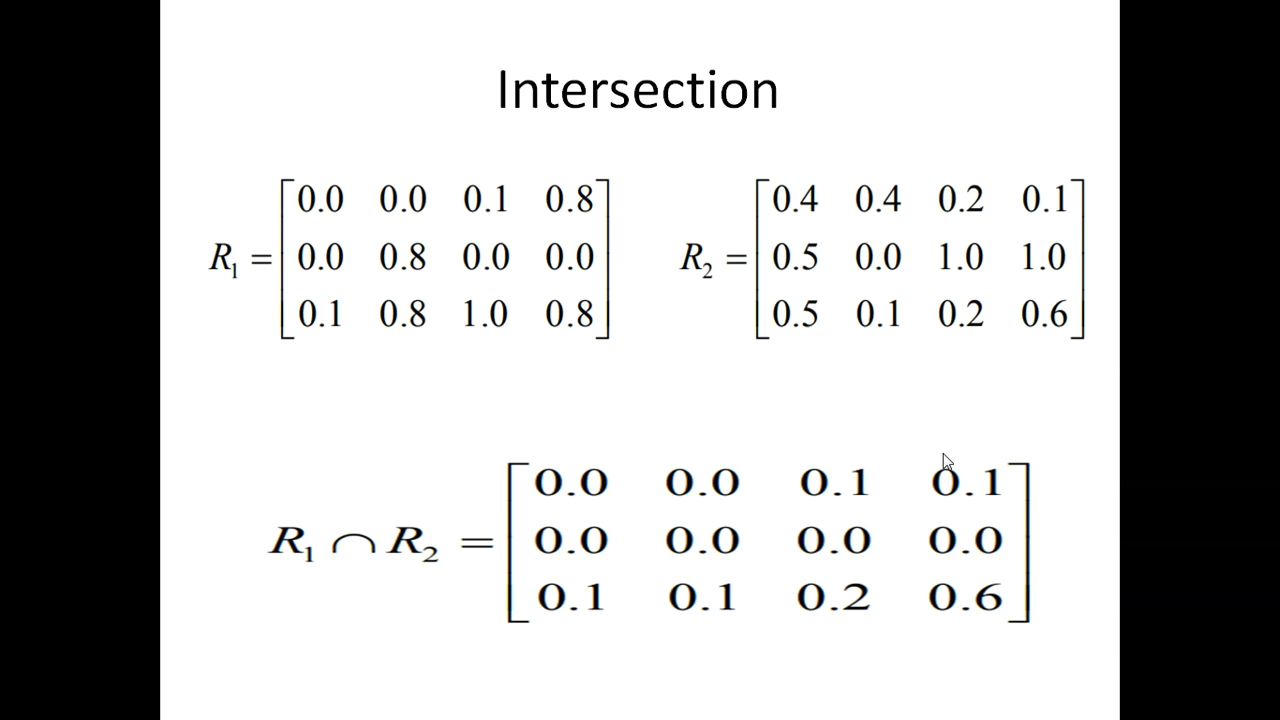 Intersection
R₁ = [0.0 0.0 0.1 0.8
0.0 0.8 0.0 0.0
0.1 0.8 1.0 0.8]
R₂ = [0.4 0.4 0.2 0.1
0.5 0.0 1.0 1.0
0.5 0.1 0.2 0.6]
R₁ ∩ R₂ = [0.0 0.0 0.1 0.1
0.0 0.0 0.0 0.0
0.1 0.1 0.2 0.6]